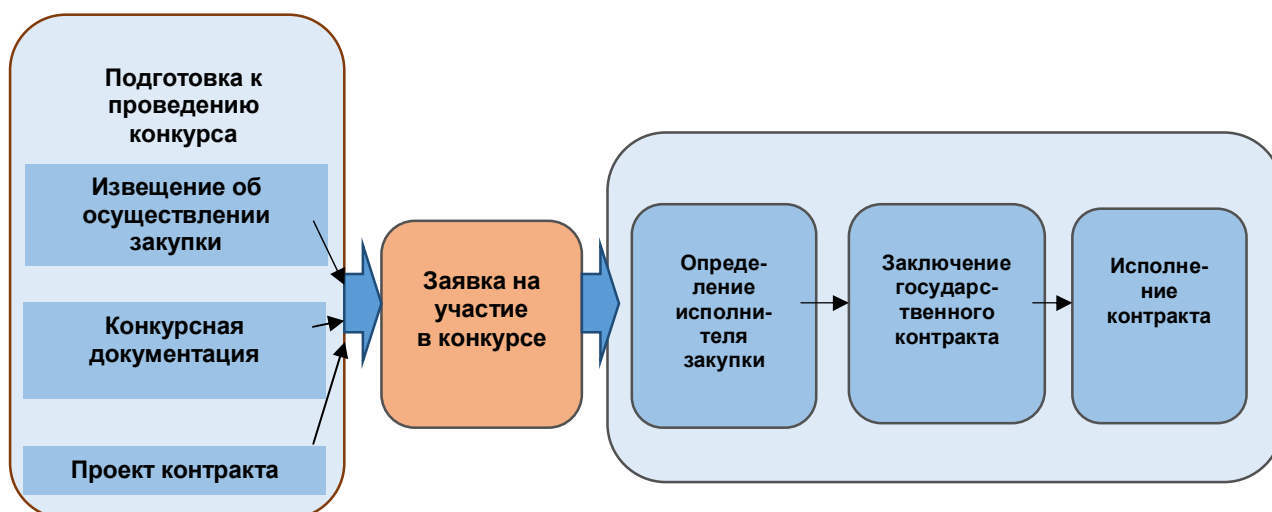 Подготовка к
проведению
конкурса
Извещение об
осуществлении
закупки
Конкурсная
документация
Проект контракта
Заявка на
участие
в конкурсе
Опреде-
ление
исполни-
теля
закупки
Заключение
государс-
твенного
контракта
Исполне-
ние
контракта